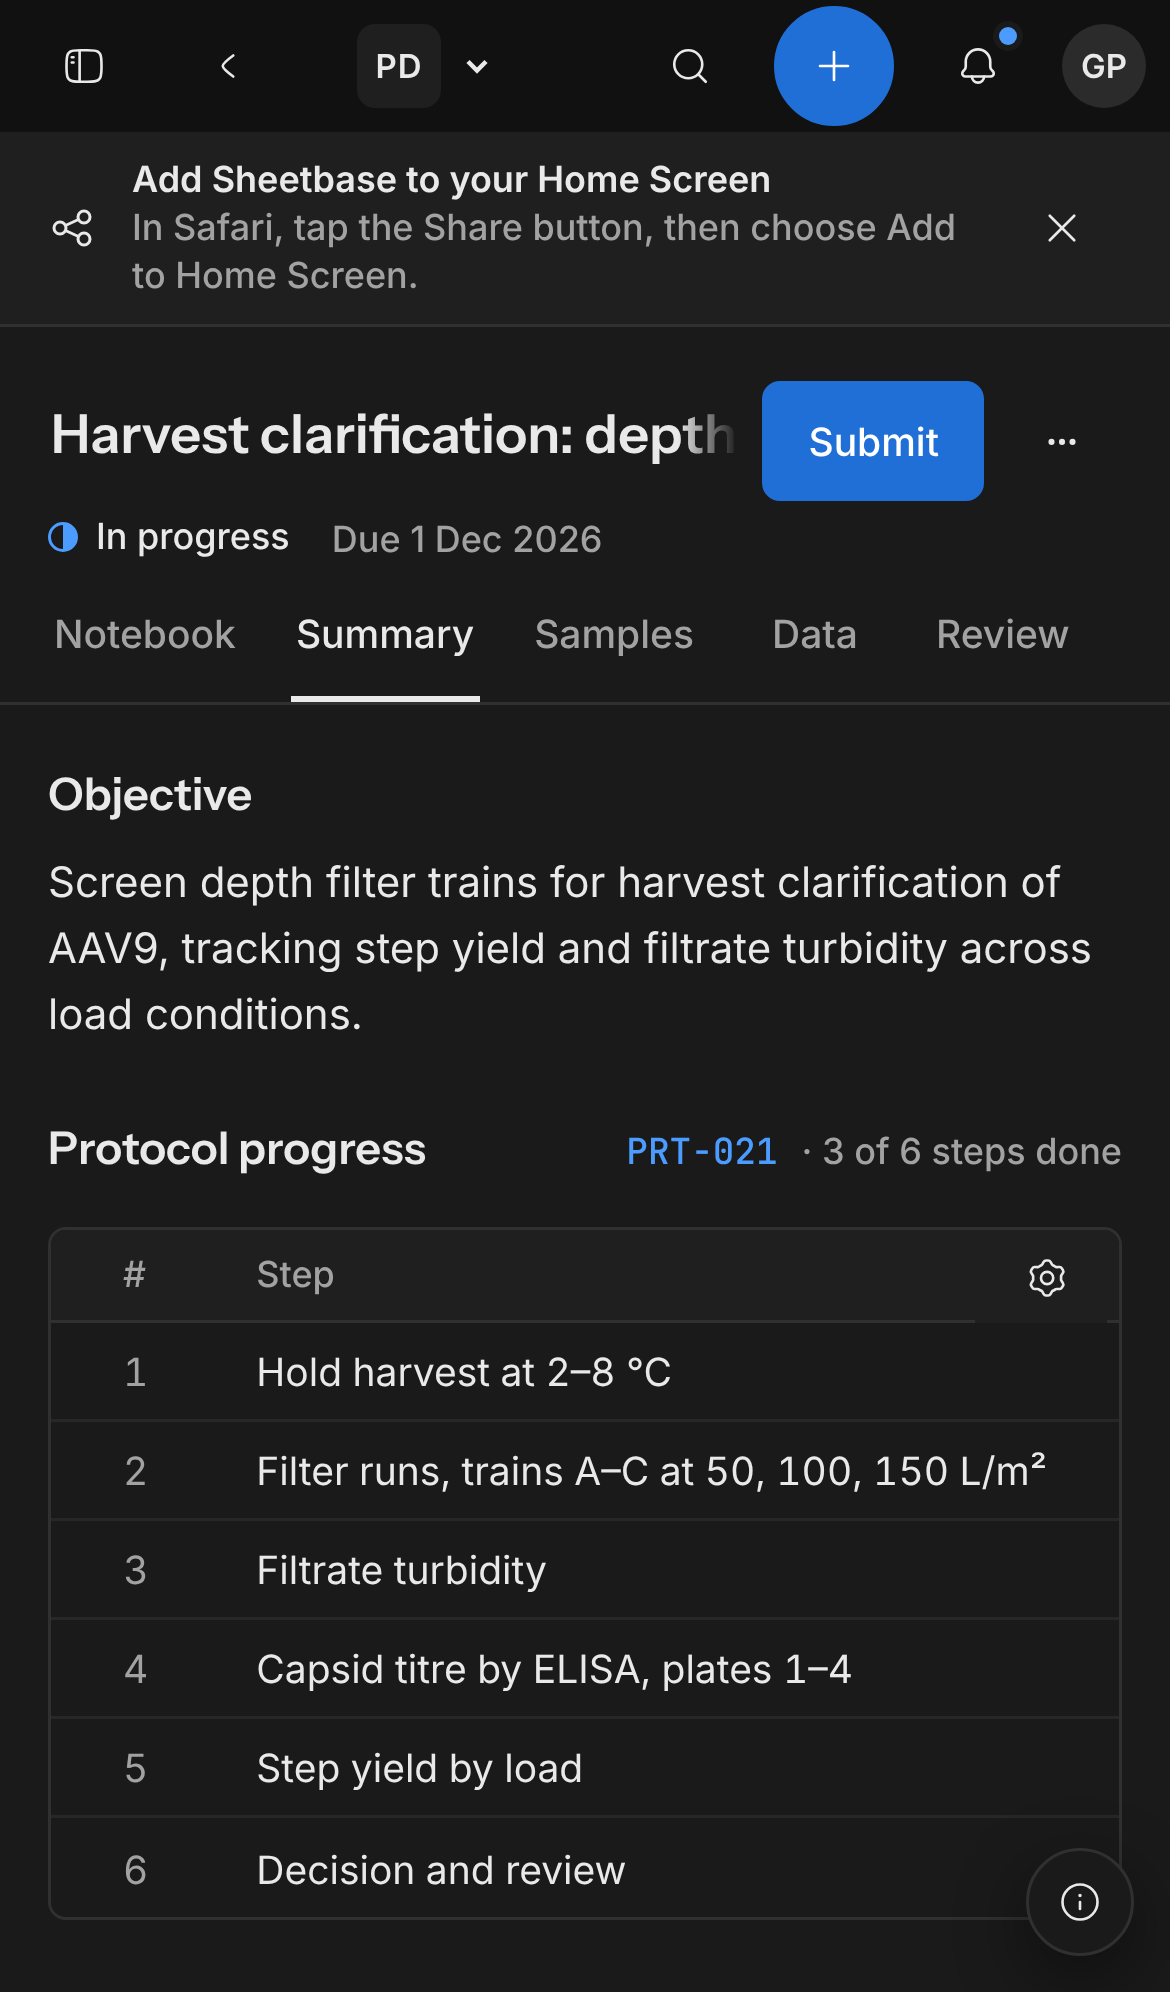 PD
GP
Add Sheetbase to your Home Screen
In Safari, tap the Share button, then choose Add
to Home Screen.
Harvest clarification: depth
Submit
In progress
Due 1 Dec 2026
Notebook
Summary
Samples
Data
Review
Objective
Screen depth filter trains for harvest clarification of
AAV9, tracking step yield and filtrate turbidity across
load conditions.
Protocol progress
PRT-021 · 3 of 6 steps done
# Step
1 Hold harvest at 2–8 °C
2 Filter runs, trains A–C at 50, 100, 150 L/m²
3 Filtrate turbidity
4 Capsid titre by ELISA, plates 1–4
5 Step yield by load
6 Decision and review